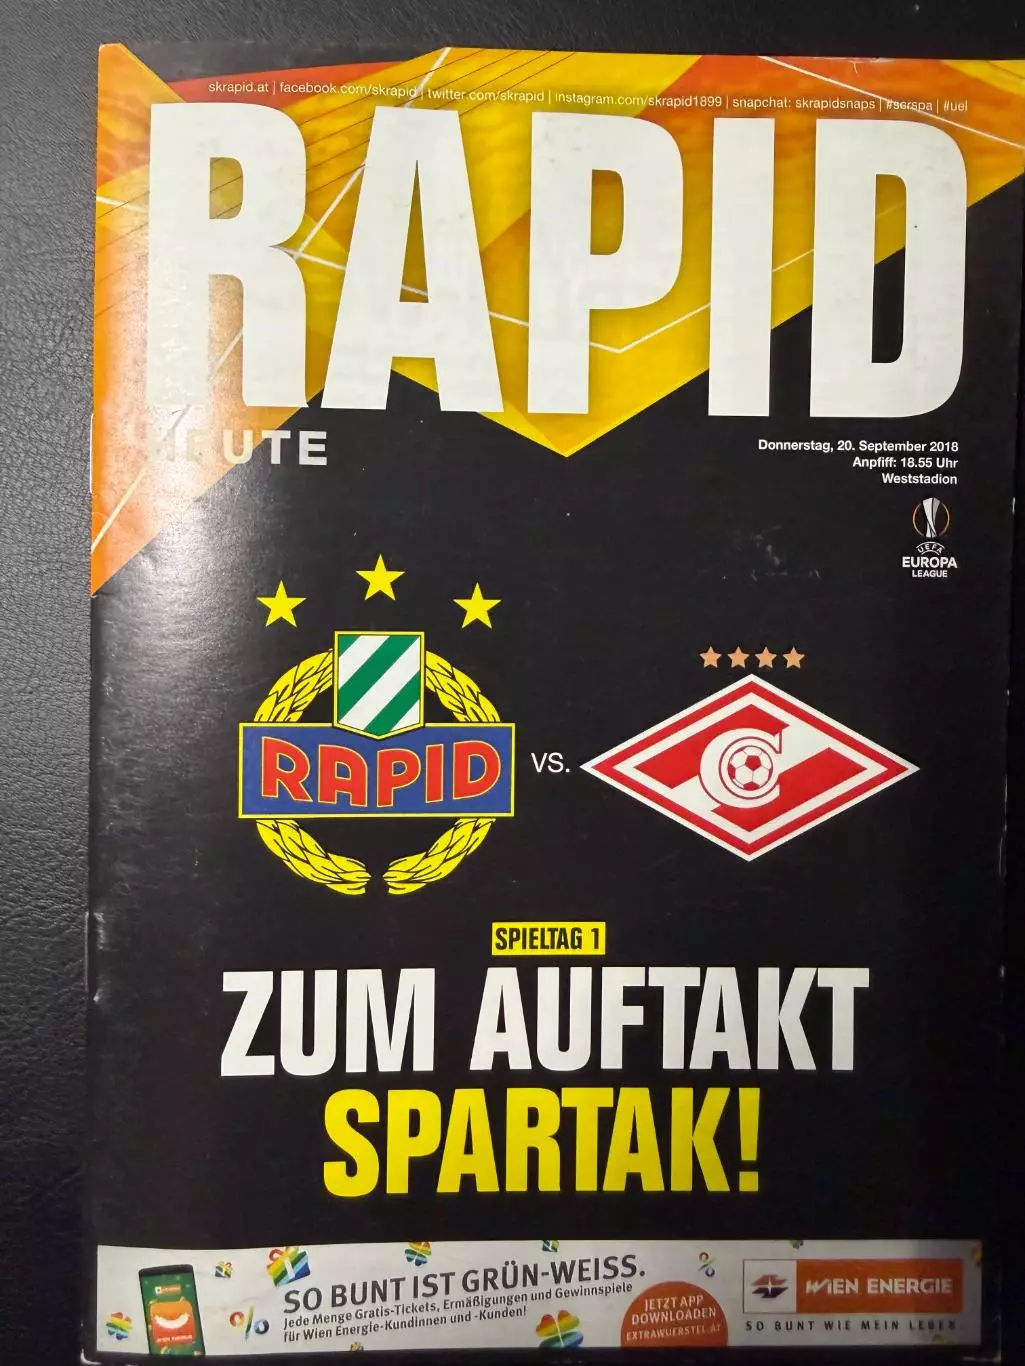 skrapid.at | facebook.com/skrapid | twitter.com/skrapid | instagram.com/skrapid1899 | snapchat: skrapidsnaps | #scrspa | #uel
RAPID
HEUTE
Donnerstag, 20. September 2018
Anpfiff: 18.55 Uhr
Weststadion
UEFA
EUROPA
LEAGUE
RAPID
VS.
C
SPIELTAG 1
ZUM AUFTAKT
SPARTAK!
SO BUNT IST GRÜN-WEISS.
Jede Menge Gratis-Tickets, Ermäßigungen und Gewinnspiele
für Wien Energie-Kundinnen und -Kunden!
JETZT APP
DOWNLOADEN
EXTRAWUERSTEL.AT
WIEN ENERGIE
SO BUNT WIE MEIN LEBEN.